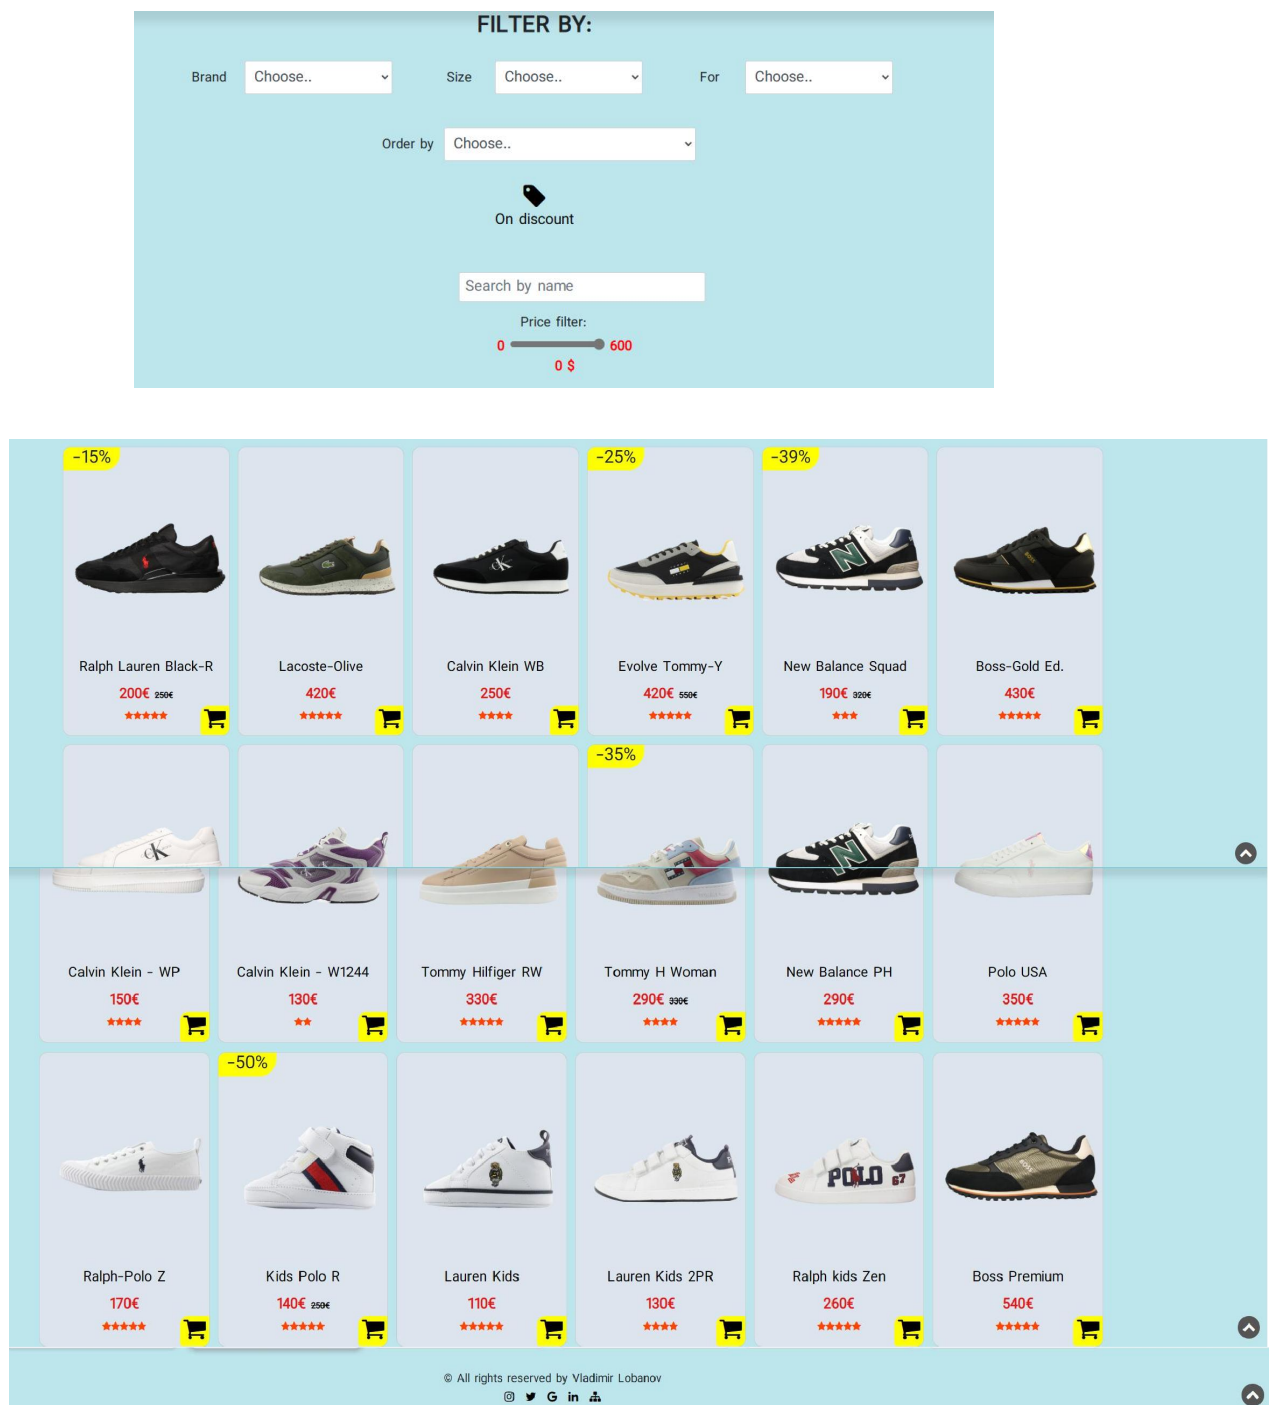 FILTER BY:
Brand Choose.. Size Choose.. For Choose..
Order by Choose..
On discount
Search by name
Price filter:
0 600
0 $
-15% -25% -39%
Ralph Lauren Black-R Lacoste-Olive Calvin Klein WB Evolve Tommy-Y New Balance Squad Boss-Gold Ed.
200€ 250€ 420€ 250€ 420€ 550€ 190€ 320€ 430€
-35%
Calvin Klein - WP Calvin Klein - W1244 Tommy Hilfiger RW Tommy H Woman New Balance PH Polo USA
150€ 130€ 330€ 290€ 330€ 290€ 350€
-50%
POLO 67
Ralph-Polo Z Kids Polo R Lauren Kids Lauren Kids 2PR Ralph kids Zen Boss Premium
170€ 140€ 250€ 110€ 130€ 260€ 540€
© All rights reserved by Vladimir Lobanov